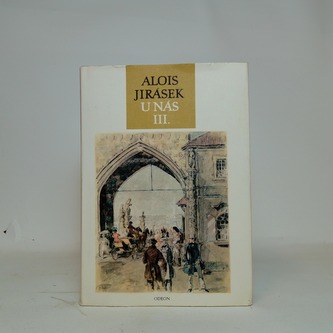 ALOIS
JIRÁSEK
U NÁS
III.
ODEON